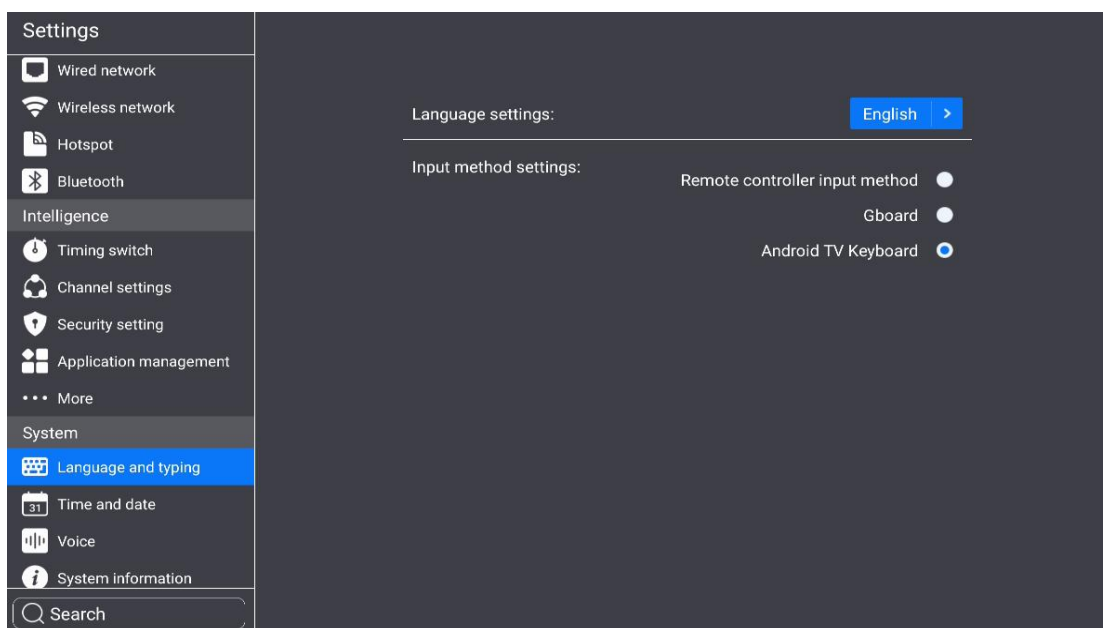 Settings
Wired network
Wireless network
Hotspot
Bluetooth
Intelligence
Timing switch
Channel settings
Security setting
Application management
More
System
Language and typing
31
Time and date
Voice
System information
Search
Language settings:
English
Input method settings:
Remote controller input method
Gboard
Android TV Keyboard